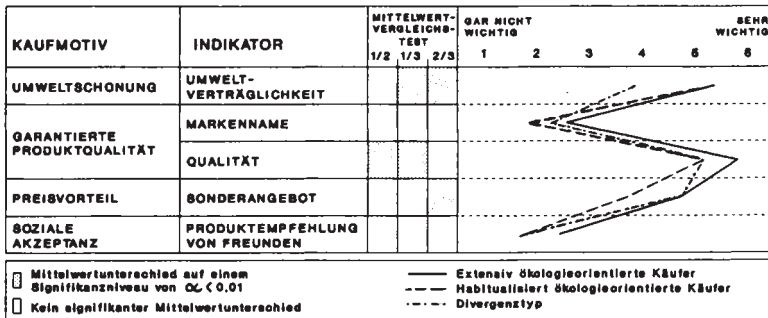 KAUFMOTIV
INDIKATOR
MITTELWERT-
VERGLEICHS-
TEST
1/2 1/3 2/3
GAR NICHT
WICHTIG
SEHR
WICHTIG
1 2 3 4 5 6
UMWELTSCHONUNG
UMWELT-
VERTRÄGLICHKEIT
GARANTIERTE
PRODUKTQUALITÄT
MARKENNAME
QUALITÄT
PREISVORTEIL
SONDERANGEBOT
SOZIALE
AKZEPTANZ
PRODUKTEMPFEHLUNG
VON FREUNDEN
Mittelwertunterschied auf einem
Signifikanzniveau von α < 0.01
Kein signifikanter Mittelwertunterschied
Extensiv ökologieorientierte Käufer
Habitualisiert ökologieorientierte Käufer
Divergenztyp